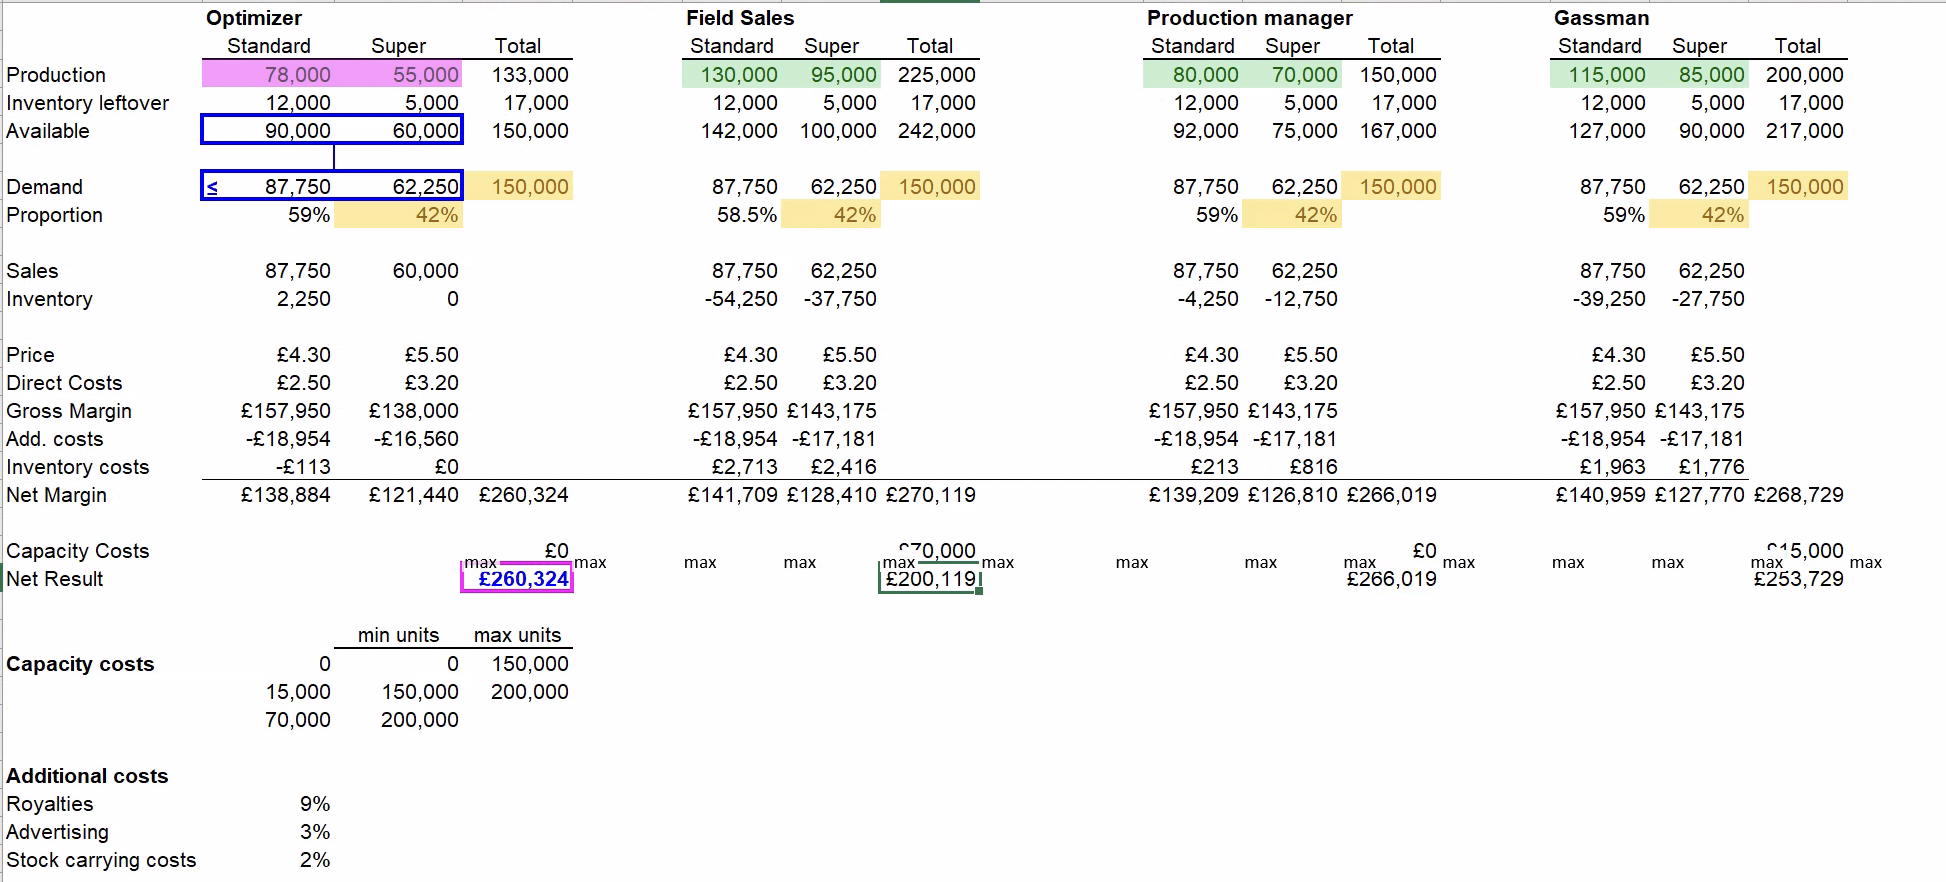 Optimizer Field Sales Production manager Gassman
Standard Super Total Standard Super Total Standard Super Total Standard Super Total
Production 78,000 55,000 133,000 130,000 95,000 225,000 80,000 70,000 150,000 115,000 85,000 200,000
Inventory leftover 12,000 5,000 17,000 12,000 5,000 17,000 12,000 5,000 17,000 12,000 5,000 17,000
Available 90,000 60,000 150,000 142,000 100,000 242,000 92,000 75,000 167,000 127,000 90,000 217,000
Demand ≤ 87,750 62,250 150,000 87,750 62,250 150,000 87,750 62,250 150,000 87,750 62,250 150,000
Proportion 59% 42% 58.5% 42% 59% 42% 59% 42%
Sales 87,750 60,000 87,750 62,250 87,750 62,250 87,750 62,250
Inventory 2,250 0 -54,250 -37,750 -4,250 -12,750 -39,250 -27,750
Price £4.30 £5.50 £4.30 £5.50 £4.30 £5.50 £4.30 £5.50
Direct Costs £2.50 £3.20 £2.50 £3.20 £2.50 £3.20 £2.50 £3.20
Gross Margin £157,950 £138,000 £157,950 £143,175 £157,950 £143,175 £157,950 £143,175
Add. costs -£18,954 -£16,560 -£18,954 -£17,181 -£18,954 -£17,181 -£18,954 -£17,181
Inventory costs -£113 £0 £2,713 £2,416 £213 £816 £1,963 £1,776
Net Margin £138,884 £121,440 £260,324 £141,709 £128,410 £270,119 £139,209 £126,810 £266,019 £140,959 £127,770 £268,729
Capacity Costs £0 £70,000 £0 £15,000
max max max max max max max max max max max max max max
Net Result £260,324 £200,119 £266,019 £253,729
min units max units
Capacity costs 0 0 150,000
15,000 150,000 200,000
70,000 200,000
Additional costs
Royalties 9%
Advertising 3%
Stock carrying costs 2%